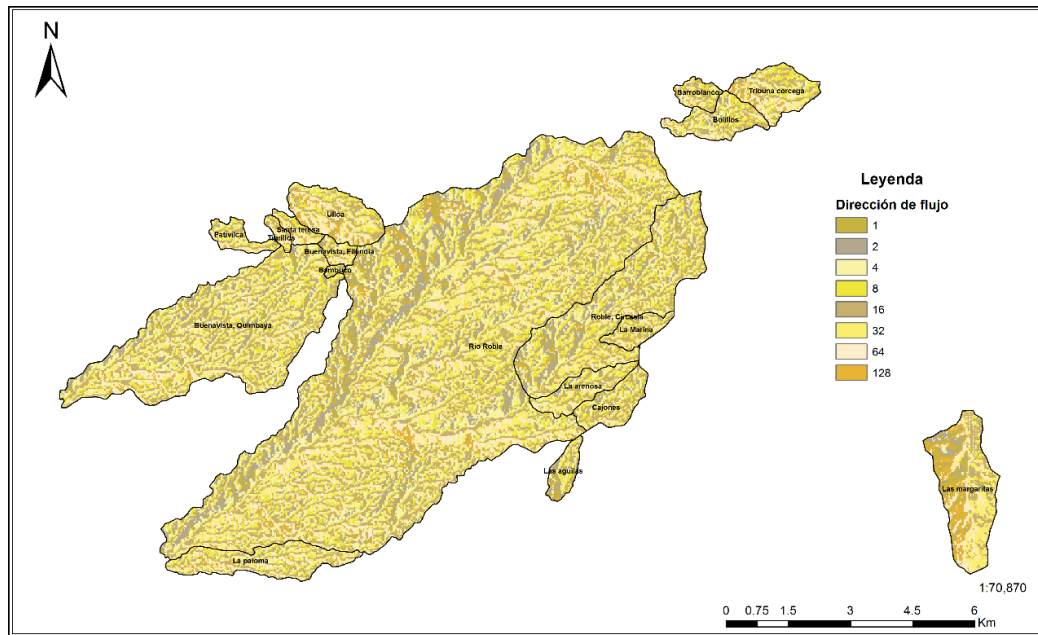 N
Barroblanco
Tribuna corcega
Bolillos
Leyenda
Dirección de flujo
1
2
4
8
16
32
64
128
Ulloa
Pativilca
Santa teresa
Tigrillos
Buenavista, Filandia
Bambuco
Buenavista, Quimbaya
Roble, Circasia
La Marina
Rio Roble
La arenosa
Cajones
Las aguilas
Las margaritas
La paloma
1:70,870
0 0.75 1.5 3 4.5 6
Km